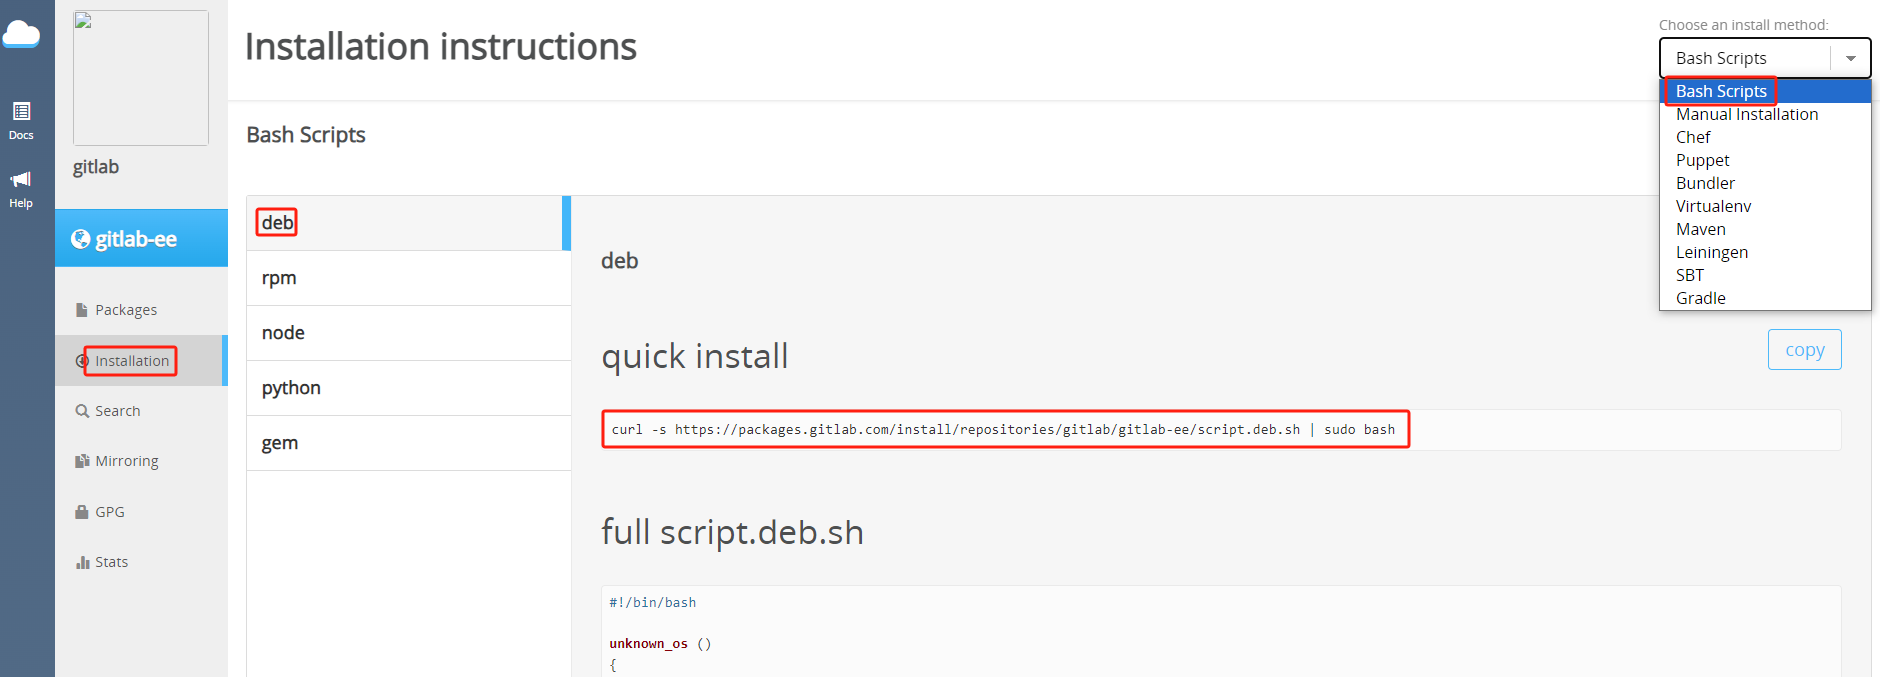 Docs
Help
gitlab
gitlab-ee
Packages
Installation
Search
Mirroring
GPG
Stats
Installation instructions
Choose an install method:
Bash Scripts
Bash Scripts
Manual Installation
Chef
Puppet
Bundler
Virtualenv
Maven
Leiningen
SBT
Gradle
Bash Scripts
deb
rpm
node
python
gem
deb
quick install
copy
curl -s https://packages.gitlab.com/install/repositories/gitlab/gitlab-ee/script.deb.sh | sudo bash
full script.deb.sh
#!/bin/bash
unknown_os ()
{